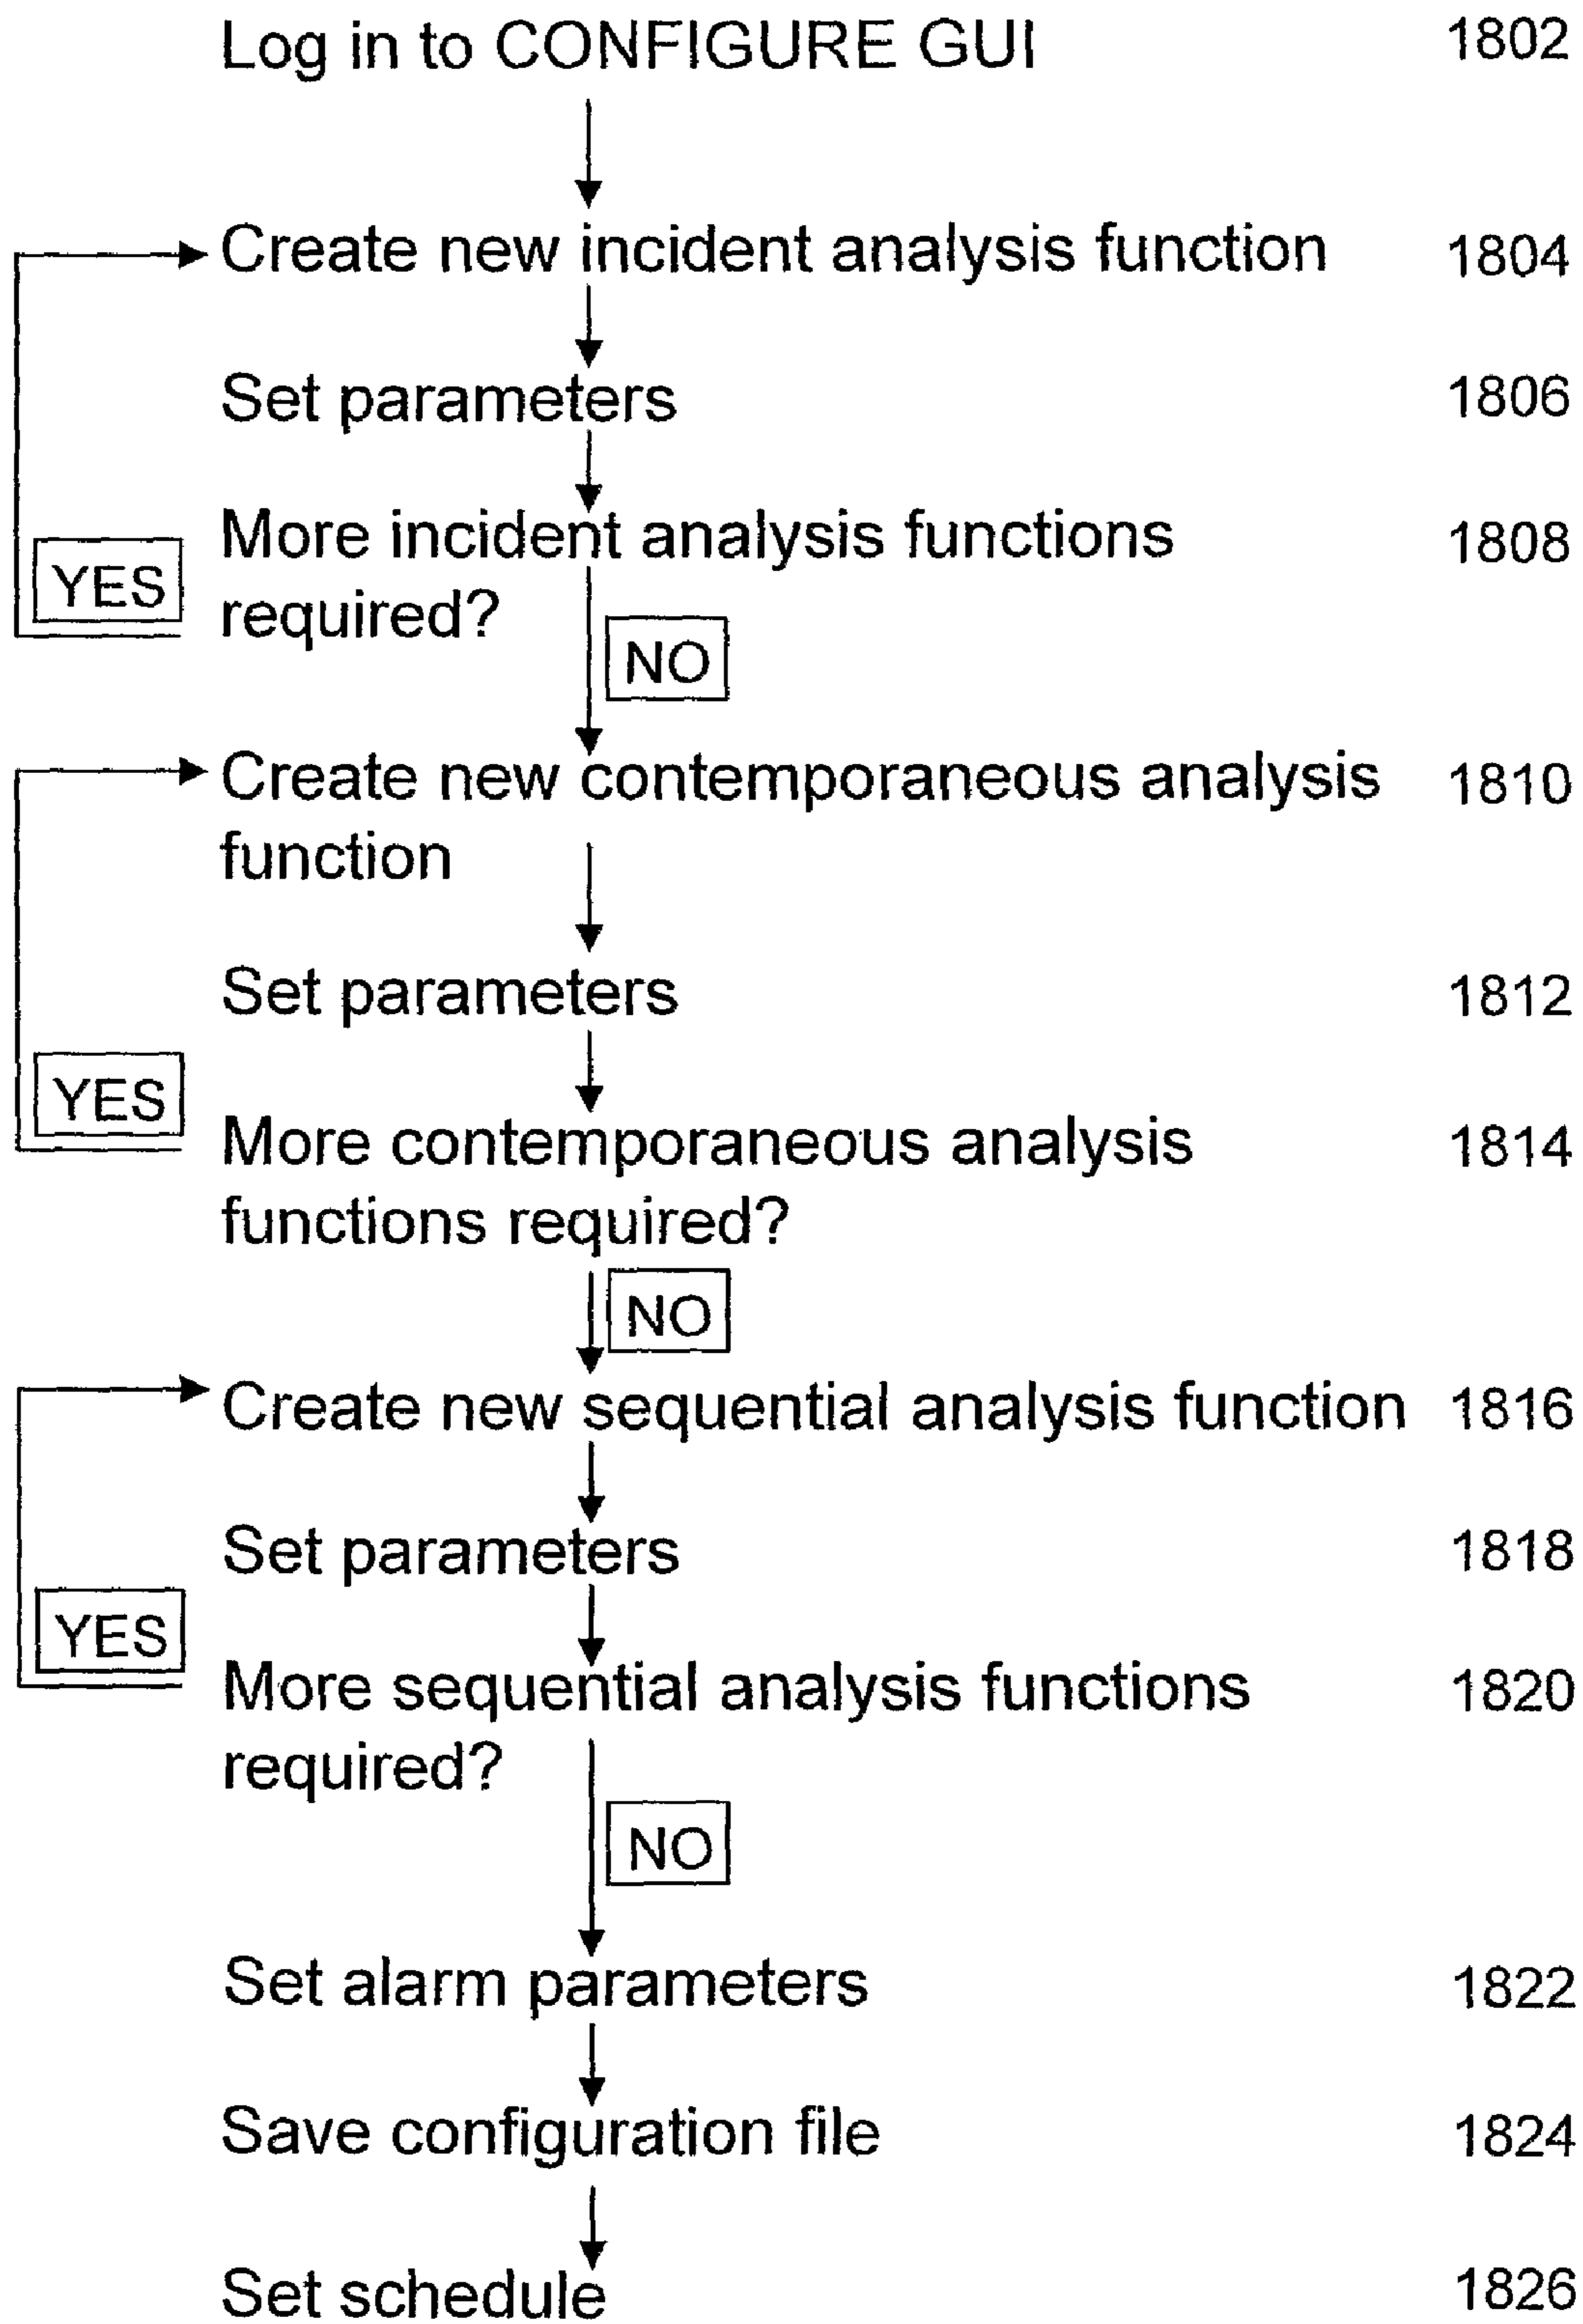 Log in to CONFIGURE GUI 1802
Create new incident analysis function 1804
Set parameters 1806
More incident analysis functions 1808
YES
required?
NO
Create new contemporaneous analysis 1810
function
Set parameters 1812
YES
More contemporaneous analysis 1814
functions required?
NO
Create new sequential analysis function 1816
Set parameters 1818
YES
More sequential analysis functions 1820
required?
NO
Set alarm parameters 1822
Save configuration file 1824
Set schedule 1826